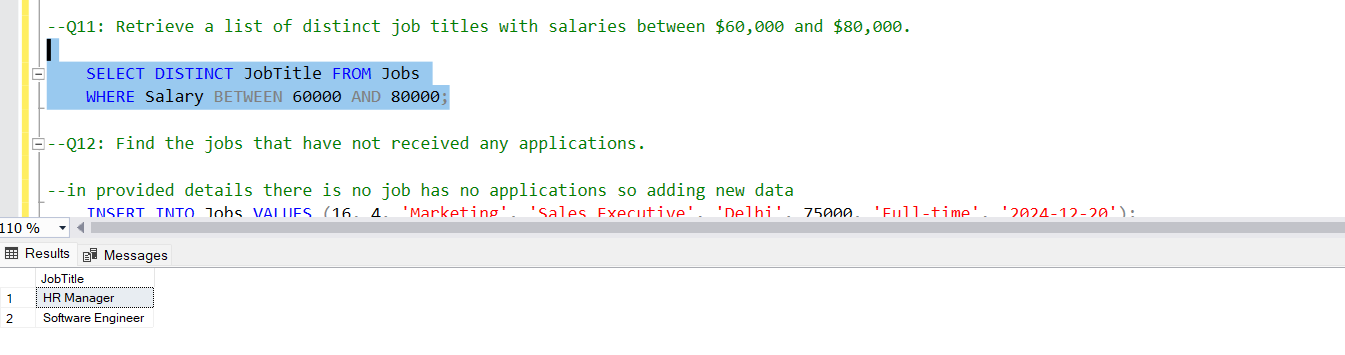 --Q11: Retrieve a list of distinct job titles with salaries between $60,000 and $80,000.
SELECT DISTINCT JobTitle FROM Jobs
WHERE Salary BETWEEN 60000 AND 80000;
--Q12: Find the jobs that have not received any applications.
--in provided details there is no job has no applications so adding new data
INSERT INTO Jobs VALUES (16, 4, 'Marketing', 'Sales Executive', 'Delhi', 75000, 'Full-time', '2024-12-20');
110 %
Results Messages
JobTitle
1 HR Manager
2 Software Engineer